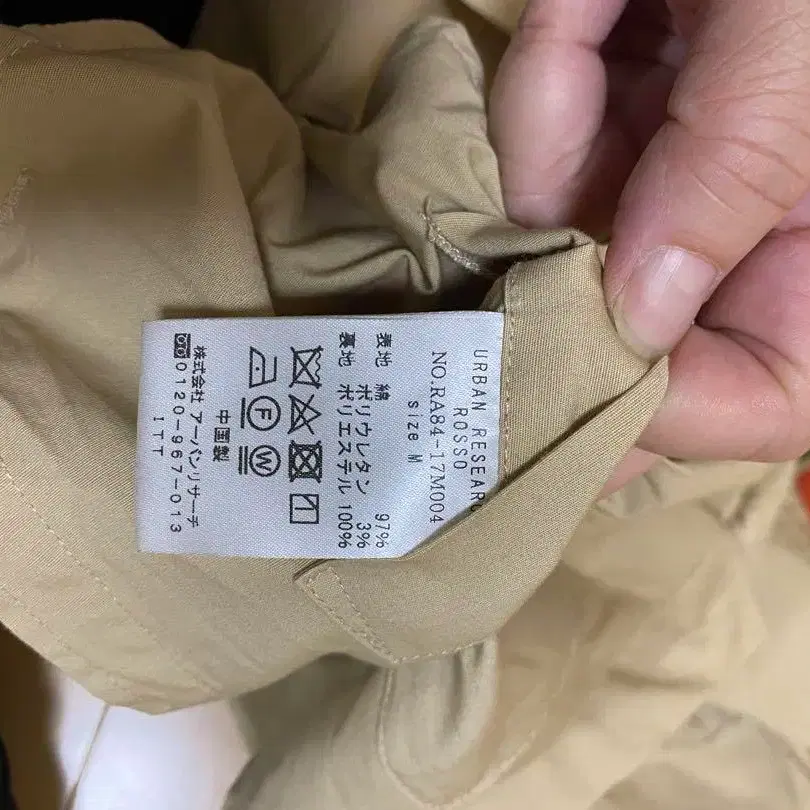 URBAN RESEARC
ROSSO
NO.RA84-17M004
size M
表地 綿 97%
ポリウレタン 3%
裏地 ポリエステル 100%
F W
中国製
株式会社 アーバンリサーチ
0120-967-013
ITT